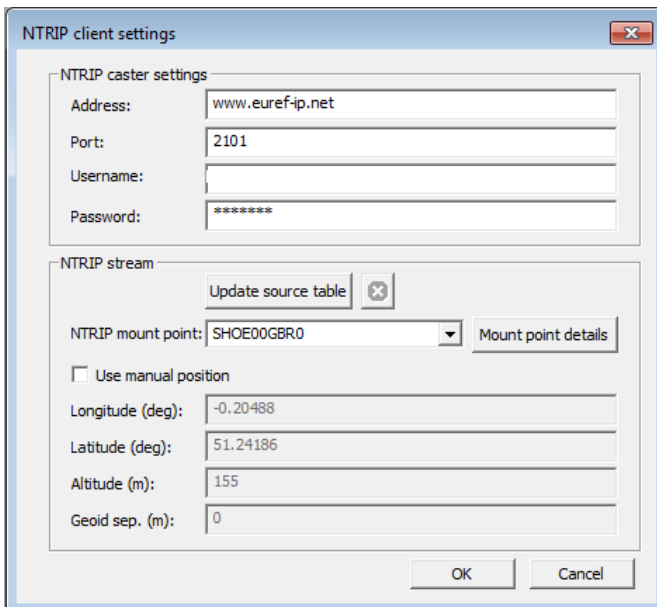 NTRIP client settings
NTRIP caster settings
Address: www.euref-ip.net
Port: 2101
Username:
Password: *******
NTRIP stream
Update source table
NTRIP mount point: SHOE00GBR0 Mount point details
Use manual position
Longitude (deg): -0.20488
Latitude (deg): 51.24186
Altitude (m): 155
Geoid sep. (m): 0
OK Cancel